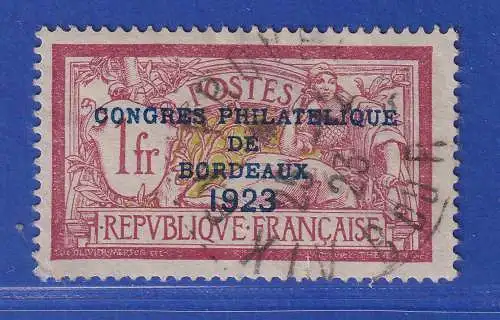 POSTES
CONGRES PHILATELIQUE
1fr
DE
BORDEAUX
1923
REPVBLIQVE·FRANÇAISE